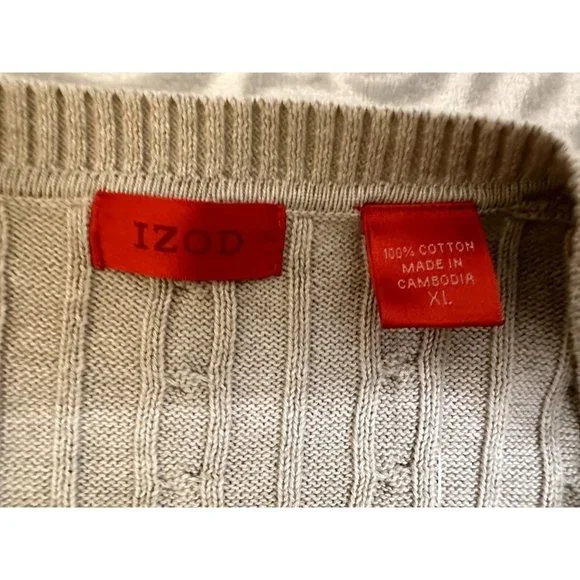 IZOD
100% COTTON
MADE IN
CAMBODIA
XL